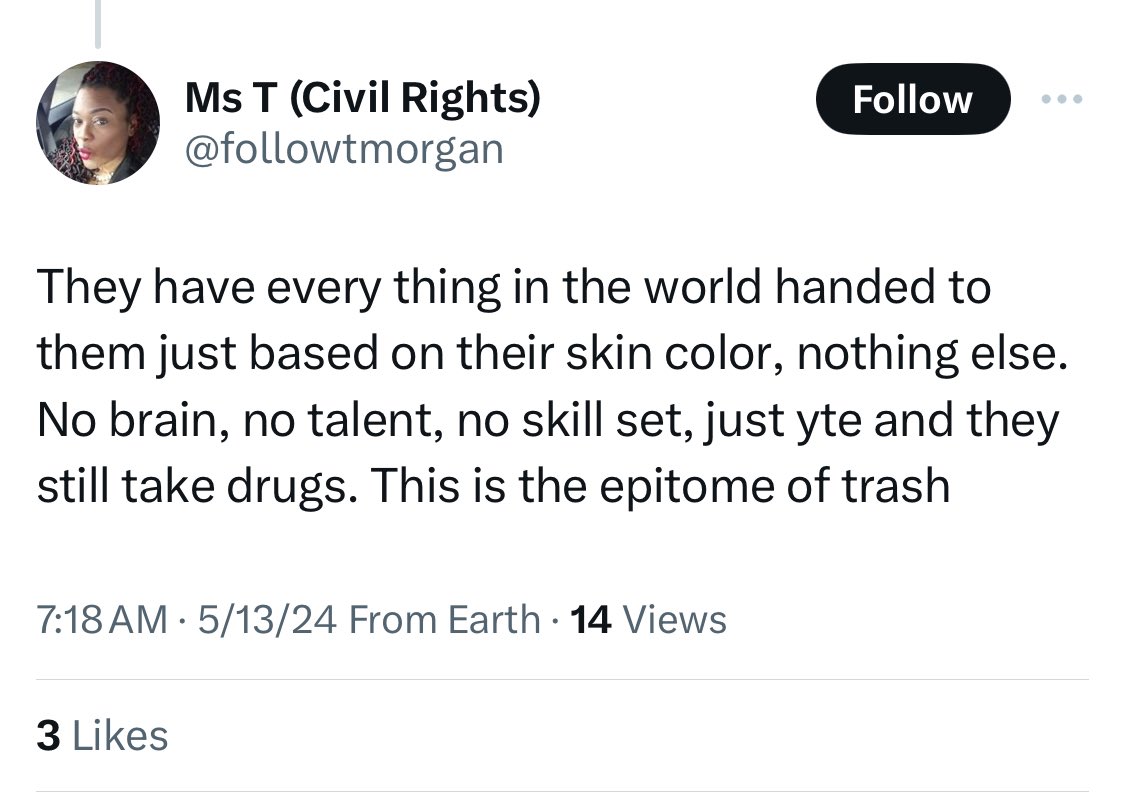 Ms T (Civil Rights)
@followtmorgan
Follow
They have every thing in the world handed to
them just based on their skin color, nothing else.
No brain, no talent, no skill set, just yte and they
still take drugs. This is the epitome of trash
7:18 AM · 5/13/24 From Earth · 14 Views
3 Likes